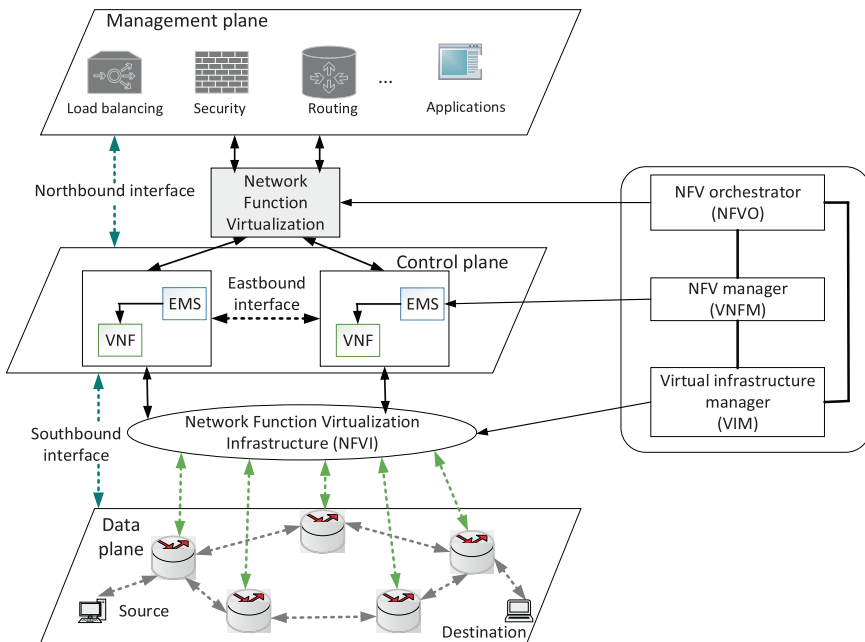 Management plane
Load balancing
Security
Routing
...
Applications
Northbound interface
Network
Function
Virtualization
NFV orchestrator
(NFVO)
Control plane
EMS
VNF
Eastbound
interface
EMS
VNF
NFV manager
(VNFM)
Virtual infrastructure
manager
(VIM)
Southbound
interface
Network Function Virtualization
Infrastructure (NFVI)
Data
plane
Source
Destination